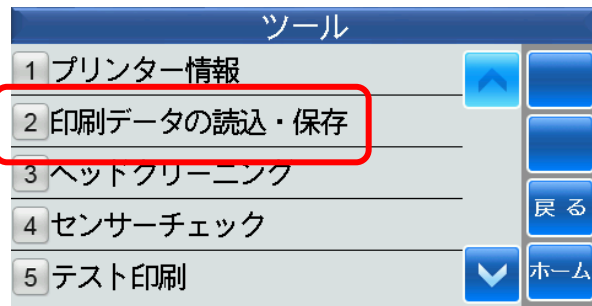 ツール
1 プリンター情報
2 印刷データの読込・保存
3 ヘッドクリーニング
4 センサーチェック
戻る
5 テスト印刷
ホーム